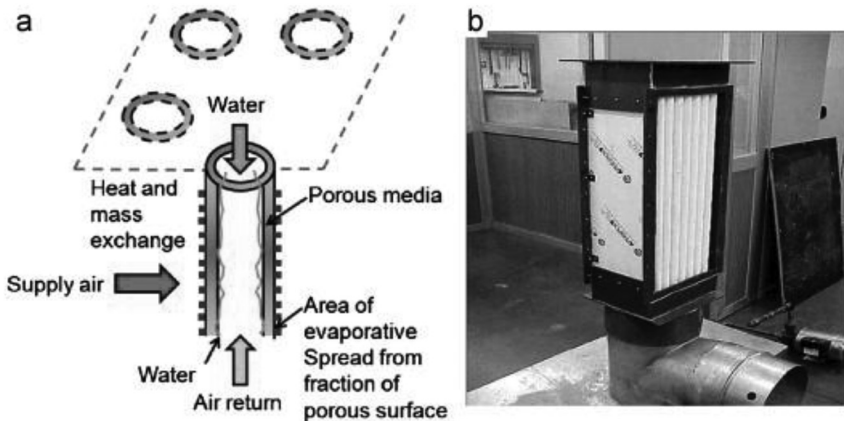 a
b
Water
Heat and
mass
exchange
Porous media
Supply air
Area of
evaporative
Spread from
fraction of
porous surface
Water
Air return